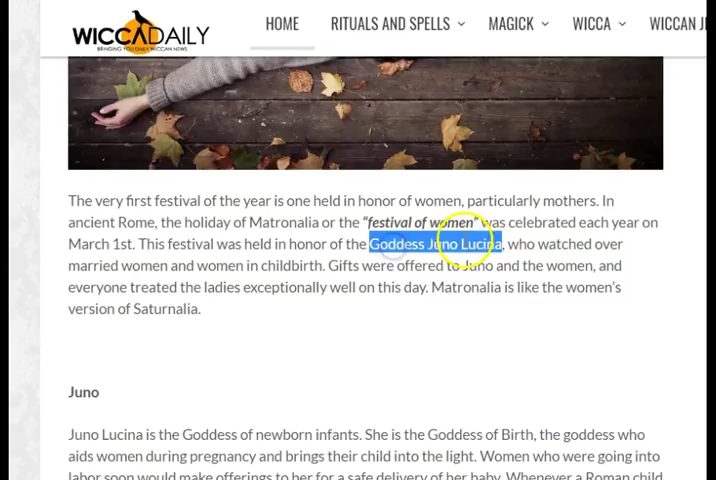 WICCADAILY
BRINGING YOU DAILY WICCAN NEWS
HOME RITUALS AND SPELLS MAGICK WICCA WICCAN
The very first festival of the year is one held in honor of women, particularly mothers. In
ancient Rome, the holiday of Matronalia or the “festival of women” was celebrated each year on
March 1st. This festival was held in honor of the Goddess Juno Lucina, who watched over
married women and women in childbirth. Gifts were offered to Juno and the women, and
everyone treated the ladies exceptionally well on this day. Matronalia is like the women’s
version of Saturnalia.
Juno
Juno Lucina is the Goddess of newborn infants. She is the Goddess of Birth, the goddess who
aids women during pregnancy and brings their child into the light. Women who were going into
labor soon would make offerings to her for a safe delivery of her baby. Whenever a Roman child